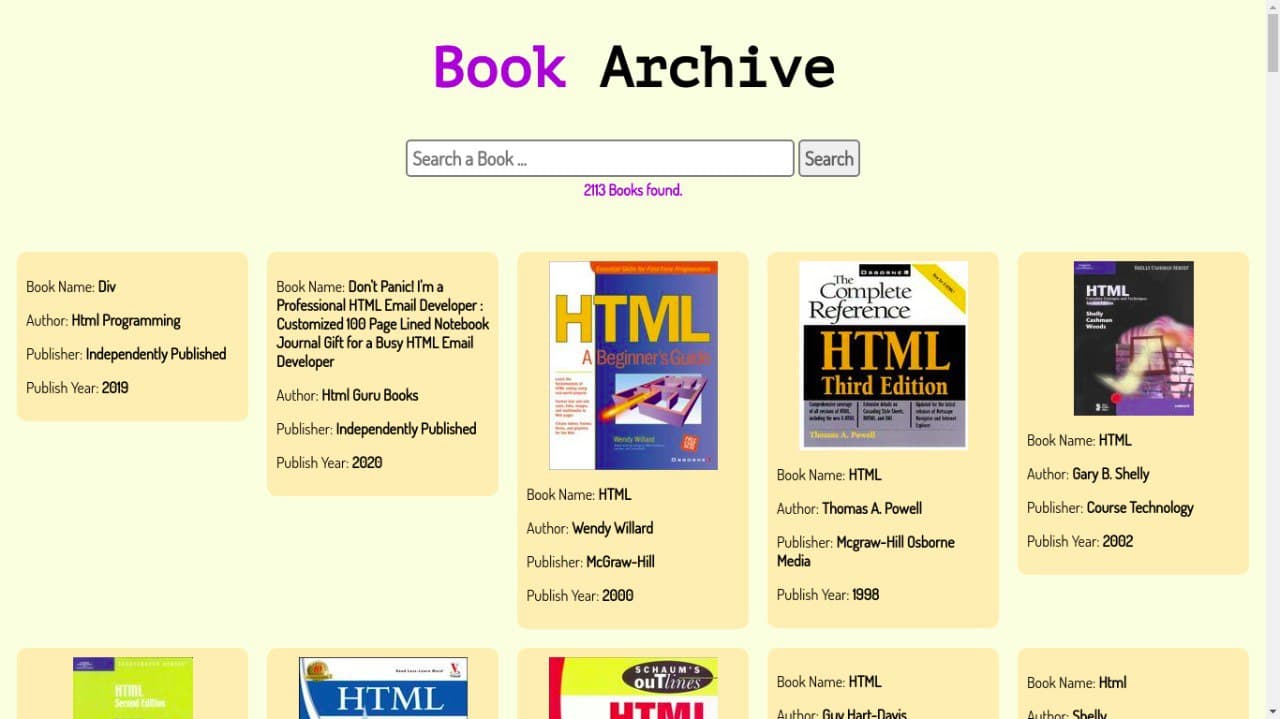 Book Archive
Search a Book ...
Search
2113 Books found.
Book Name: Div
Author: Html Programming
Publisher: Independently Published
Publish Year: 2019
Book Name: Don't Panic! I'm a
Professional HTML Email Developer :
Customized 100 Page Lined Notebook
Journal Gift for a Busy HTML Email
Developer
Author: Html Guru Books
Publisher: Independently Published
Publish Year: 2020
Essential Skills for First-Time Programmers
HTML
A Beginner's Guide
Wendy Willard
OSBORNE
Book Name: HTML
Author: Wendy Willard
Publisher: McGraw-Hill
Publish Year: 2000
OSBORNE
The
Complete
Reference
HTML
Third Edition
Thomas A. Powell
Book Name: HTML
Author: Thomas A. Powell
Publisher: Mcgraw-Hill Osborne
Media
Publish Year: 1998
SHELLY CASHMAN SERIES
HTML
Shelly
Cashman
Woods
Book Name: HTML
Author: Gary B. Shelly
Publisher: Course Technology
Publish Year: 2002
HTML
Second Edition
Read Less-Learn More
HTML
SCHAUM'S
ouTlines
HTML
Book Name: HTML
Author: Guy Hart-Davis
Book Name: Html
Author: Shelly